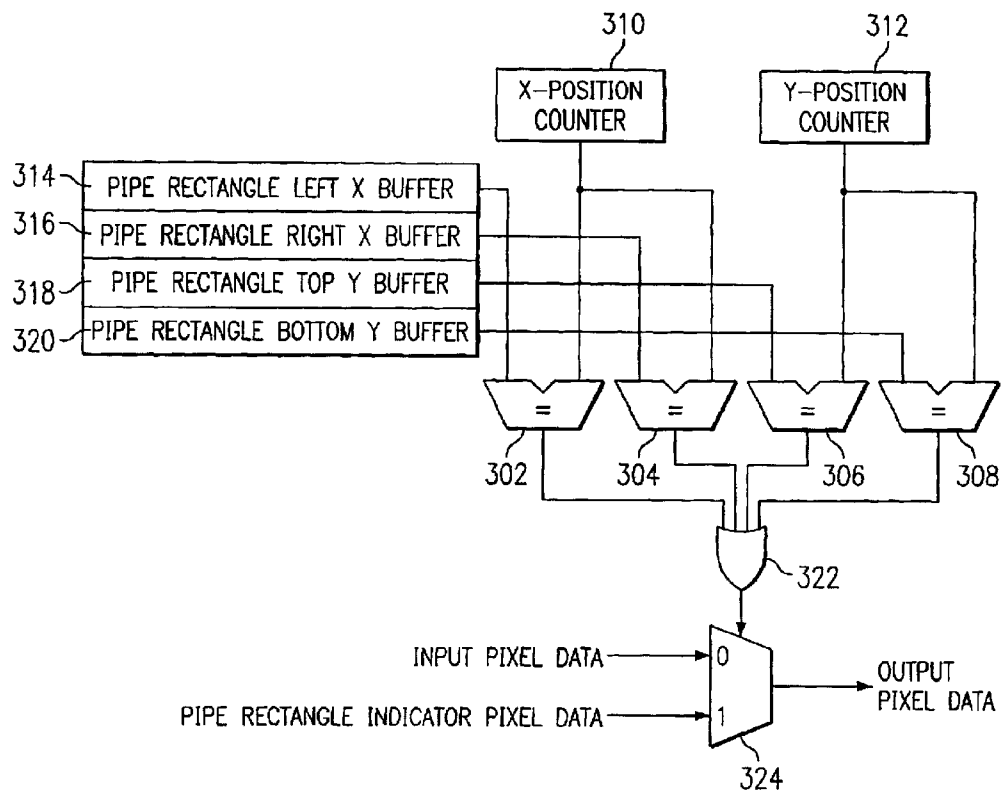 310
312
X-POSITION
COUNTER
Y-POSITION
COUNTER
314
PIPE RECTANGLE LEFT X BUFFER
316
PIPE RECTANGLE RIGHT X BUFFER
318
PIPE RECTANGLE TOP Y BUFFER
320
PIPE RECTANGLE BOTTOM Y BUFFER
=
=
=
=
302
304
306
308
322
INPUT PIXEL DATA
0
OUTPUT
PIXEL DATA
PIPE RECTANGLE INDICATOR PIXEL DATA
1
324